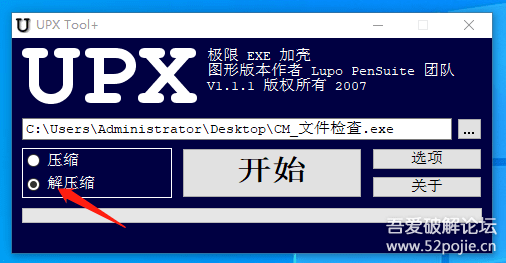 UPX Tool+
UPX
极限 EXE 加壳
图形版本作者 Lupo PenSuite 团队
V1.1.1 版权所有 2007
C:\Users\Administrator\Desktop\CM_文件检查.exe
...
压缩
解压缩
开始
选项
关于
吾爱破解论坛
www.52pojie.cn